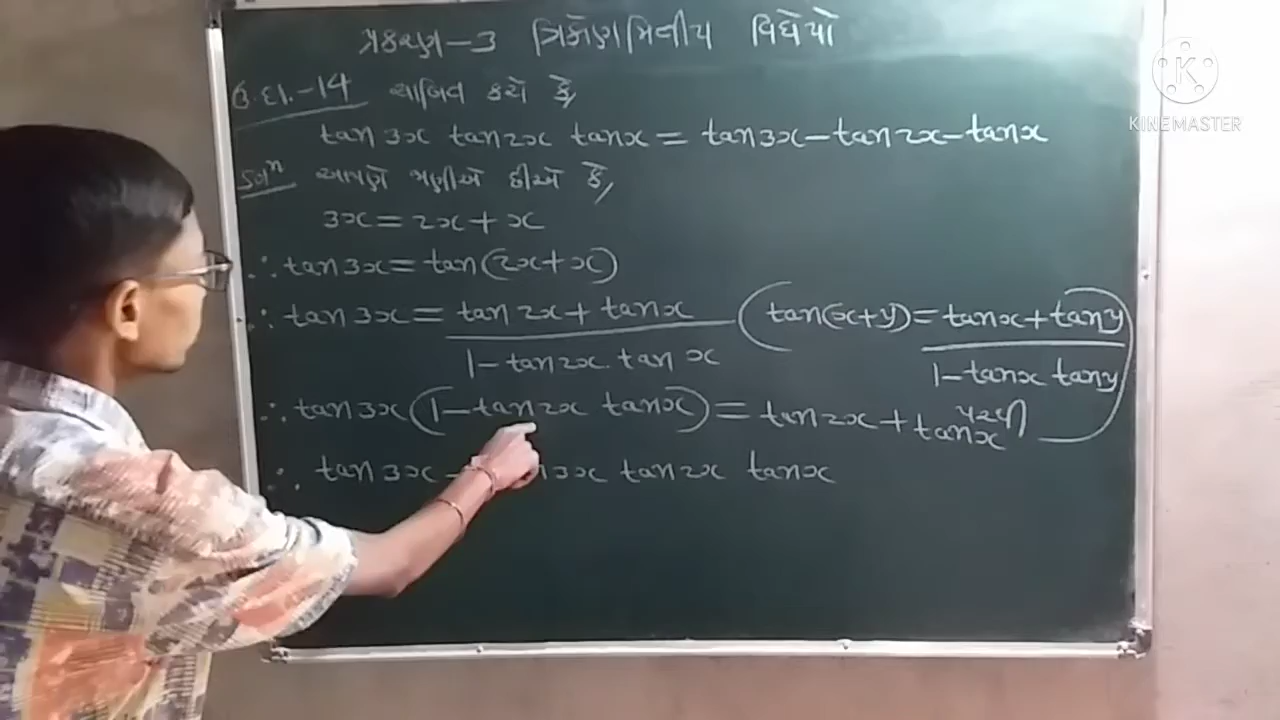 પ્રકરણ-૩ ત્રિકોણમિતીય વિધેયો
ઉ.દા.-14 સાબિત કરો કે,
tan 3x tan 2x tan x = tan 3x - tan 2x - tan x
Solⁿ આપણે જાણીએ છીએ કે,
3x = 2x + x
∴ tan 3x = tan (2x + x)
∴ tan 3x = (tan 2x + tan x) / (1 - tan 2x . tan x) (tan(x+y) = (tan x + tan y) / (1 - tan x tan y) પરથી)
∴ tan 3x (1 - tan 2x tan x) = tan 2x + tan x
∴ tan 3x - tan 3x tan 2x tan x
KINEMASTER